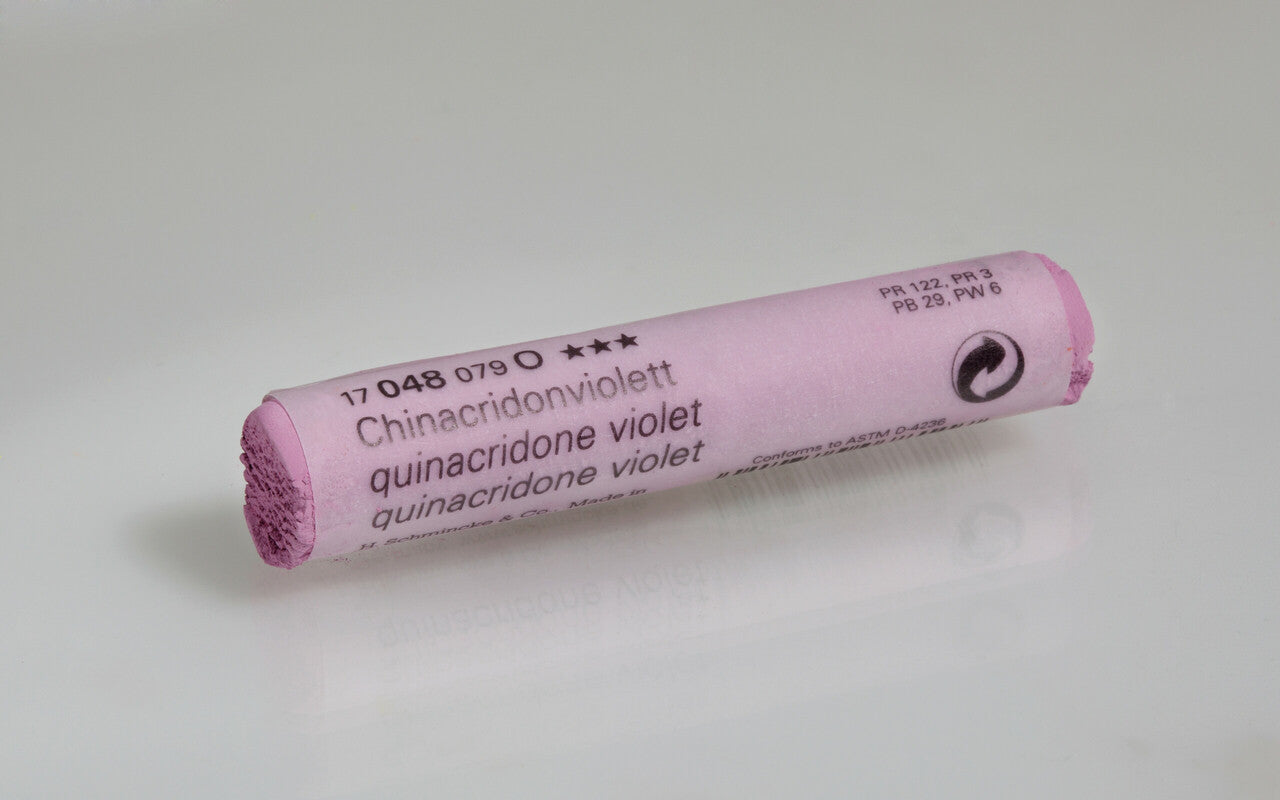 17 048 079 O ★★★
Chinacridonviolett
quinacridone violet
quinacridone violet
H. Schmincke & Co., Made in
PR 122, PR 3
PB 29, PW 6
Conforms to ASTM D-4236